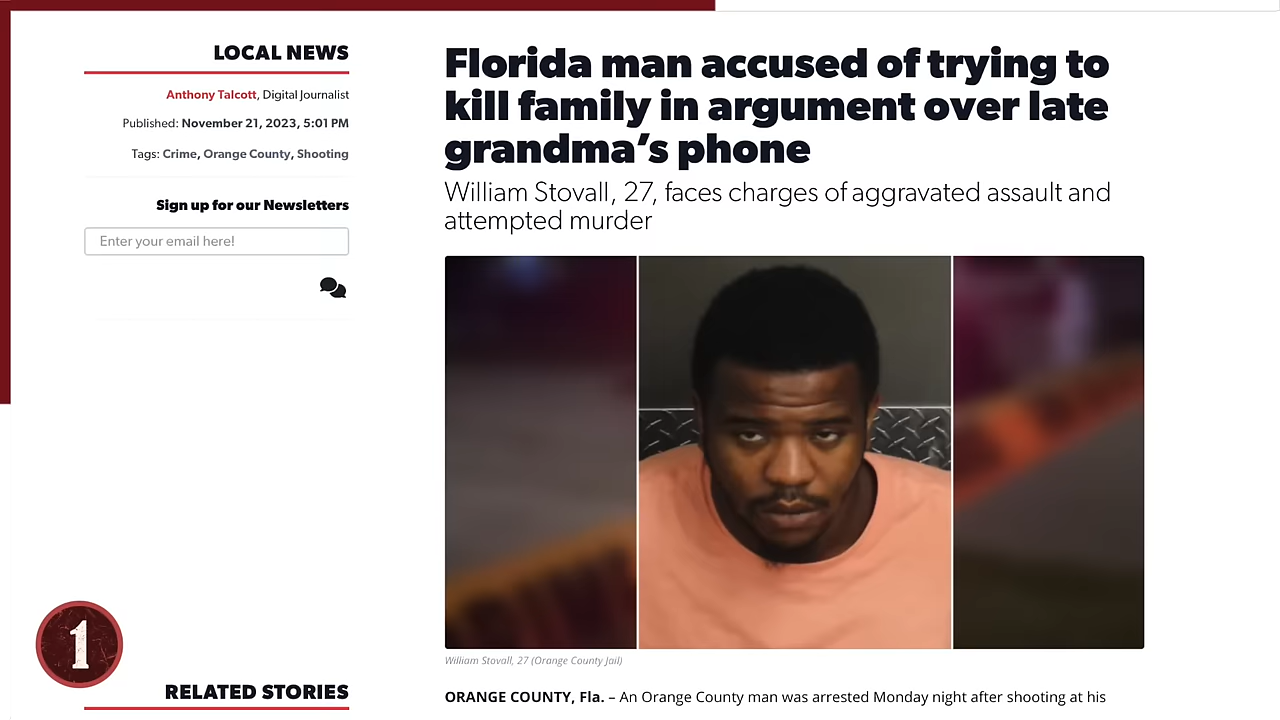 LOCAL NEWS
Anthony Talcott, Digital Journalist
Published: November 21, 2023, 5:01 PM
Tags: Crime, Orange County, Shooting
Sign up for our Newsletters
Enter your email here!
1
RELATED STORIES
Florida man accused of trying to
kill family in argument over late
grandma’s phone
William Stovall, 27, faces charges of aggravated assault and
attempted murder
William Stovall, 27 (Orange County Jail)
ORANGE COUNTY, Fla. – An Orange County man was arrested Monday night after shooting at his